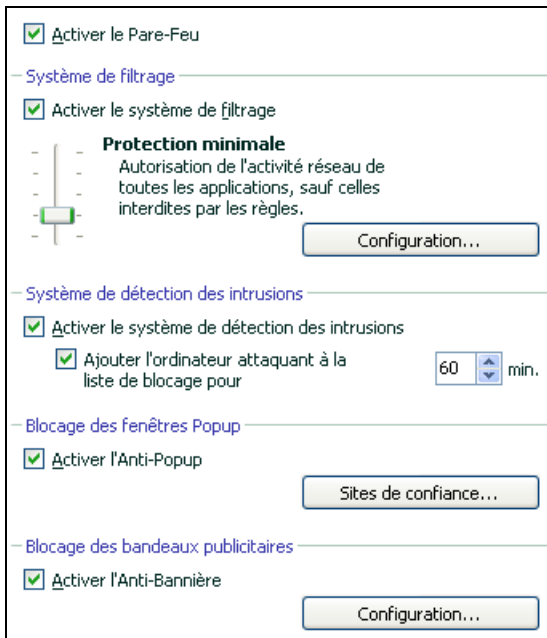 Activer le Pare-Feu
Système de filtrage
Activer le système de filtrage
Protection minimale
Autorisation de l'activité réseau de
toutes les applications, sauf celles
interdites par les règles.
Configuration...
Système de détection des intrusions
Activer le système de détection des intrusions
Ajouter l'ordinateur attaquant à la
liste de blocage pour
60 min.
Blocage des fenêtres Popup
Activer l'Anti-Popup
Sites de confiance...
Blocage des bandeaux publicitaires
Activer l'Anti-Bannière
Configuration...